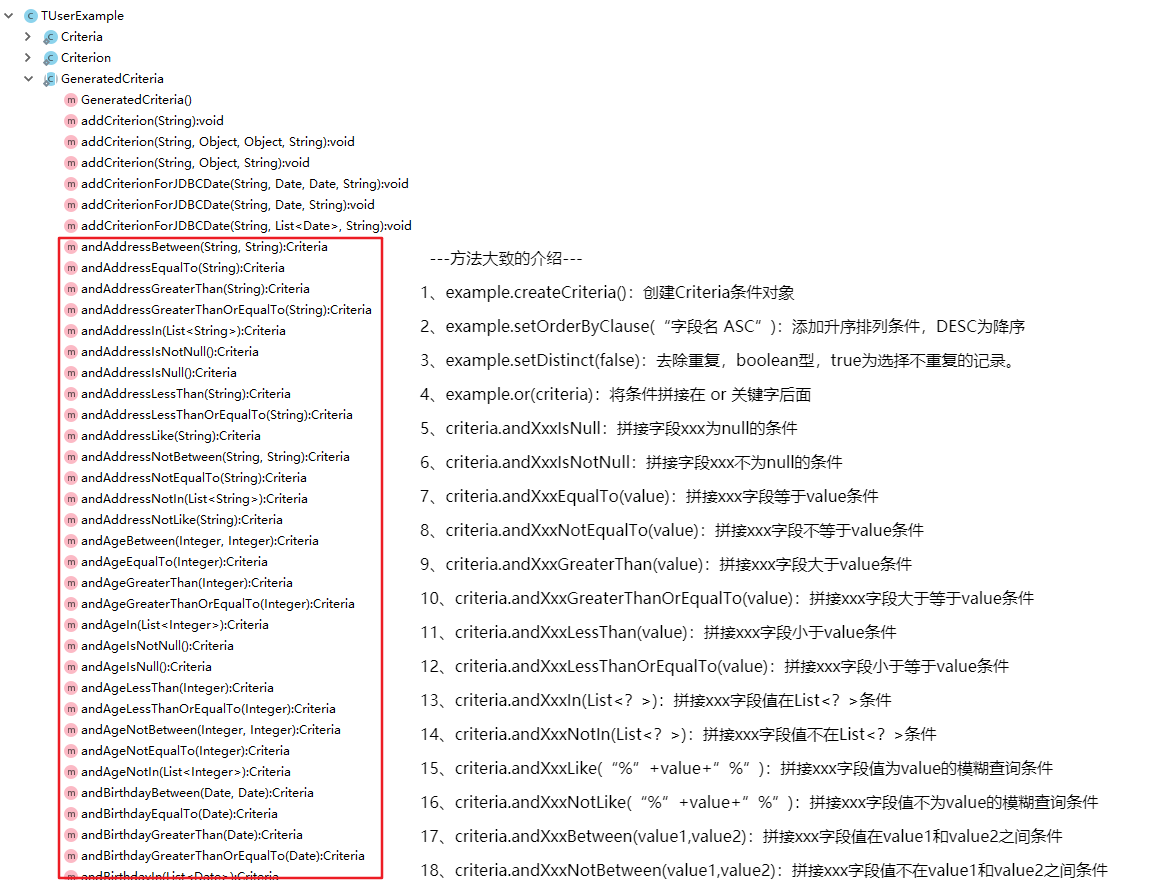 TUserExample
Criteria
Criterion
GeneratedCriteria
GeneratedCriteria()
addCriterion(String):void
addCriterion(String, Object, Object, String):void
addCriterion(String, Object, String):void
addCriterionForJDBCDate(String, Date, Date, String):void
addCriterionForJDBCDate(String, Date, String):void
addCriterionForJDBCDate(String, List<Date>, String):void
andAddressBetween(String, String):Criteria
andAddressEqualTo(String):Criteria
andAddressGreaterThan(String):Criteria
andAddressGreaterThanOrEqualTo(String):Criteria
andAddressIn(List<String>):Criteria
andAddressIsNotNull():Criteria
andAddressIsNull():Criteria
andAddressLessThan(String):Criteria
andAddressLessThanOrEqualTo(String):Criteria
andAddressLike(String):Criteria
andAddressNotBetween(String, String):Criteria
andAddressNotEqualTo(String):Criteria
andAddressNotIn(List<String>):Criteria
andAddressNotLike(String):Criteria
andAgeBetween(Integer, Integer):Criteria
andAgeEqualTo(Integer):Criteria
andAgeGreaterThan(Integer):Criteria
andAgeGreaterThanOrEqualTo(Integer):Criteria
andAgeIn(List<Integer>):Criteria
andAgeIsNotNull():Criteria
andAgeIsNull():Criteria
andAgeLessThan(Integer):Criteria
andAgeLessThanOrEqualTo(Integer):Criteria
andAgeNotBetween(Integer, Integer):Criteria
andAgeNotEqualTo(Integer):Criteria
andAgeNotIn(List<Integer>):Criteria
andBirthdayBetween(Date, Date):Criteria
andBirthdayEqualTo(Date):Criteria
andBirthdayGreaterThan(Date):Criteria
andBirthdayGreaterThanOrEqualTo(Date):Criteria
andBirthdayIn(List<Date>):Criteria
---方法大致的介绍---
1、example.createCriteria()：创建Criteria条件对象
2、example.setOrderByClause(“字段名 ASC”)：添加升序排列条件，DESC为降序
3、example.setDistinct(false)：去除重复，boolean型，true为选择不重复的记录。
4、example.or(criteria)：将条件拼接在 or 关键字后面
5、criteria.andXxxIsNull：拼接字段xxx为null的条件
6、criteria.andXxxIsNotNull：拼接字段xxx不为null的条件
7、criteria.andXxxEqualTo(value)：拼接xxx字段等于value条件
8、criteria.andXxxNotEqualTo(value)：拼接xxx字段不等于value条件
9、criteria.andXxxGreaterThan(value)：拼接xxx字段大于value条件
10、criteria.andXxxGreaterThanOrEqualTo(value)：拼接xxx字段大于等于value条件
11、criteria.andXxxLessThan(value)：拼接xxx字段小于value条件
12、criteria.andXxxLessThanOrEqualTo(value)：拼接xxx字段小于等于value条件
13、criteria.andXxxIn(List<？>)：拼接xxx字段值在List<？>条件
14、criteria.andXxxNotIn(List<？>)：拼接xxx字段值不在List<？>条件
15、criteria.andXxxLike(“%”+value+”%”)：拼接xxx字段值为value的模糊查询条件
16、criteria.andXxxNotLike(“%”+value+”%”)：拼接xxx字段值不为value的模糊查询条件
17、criteria.andXxxBetween(value1,value2)：拼接xxx字段值在value1和value2之间条件
18、criteria.andXxxNotBetween(value1,value2)：拼接xxx字段值不在value1和value2之间条件